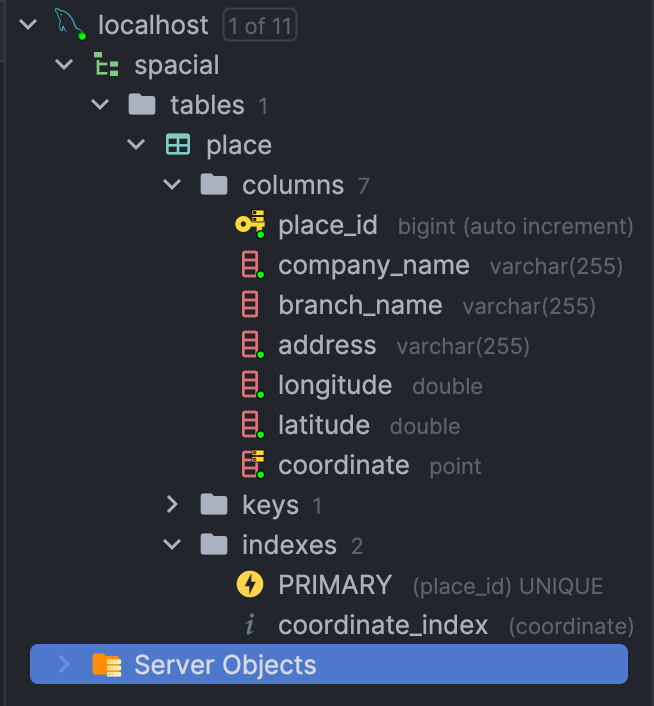 localhost 1 of 11
spacial
tables 1
place
columns 7
place_id bigint (auto increment)
company_name varchar(255)
branch_name varchar(255)
address varchar(255)
longitude double
latitude double
coordinate point
keys 1
indexes 2
PRIMARY (place_id) UNIQUE
i coordinate_index (coordinate)
Server Objects